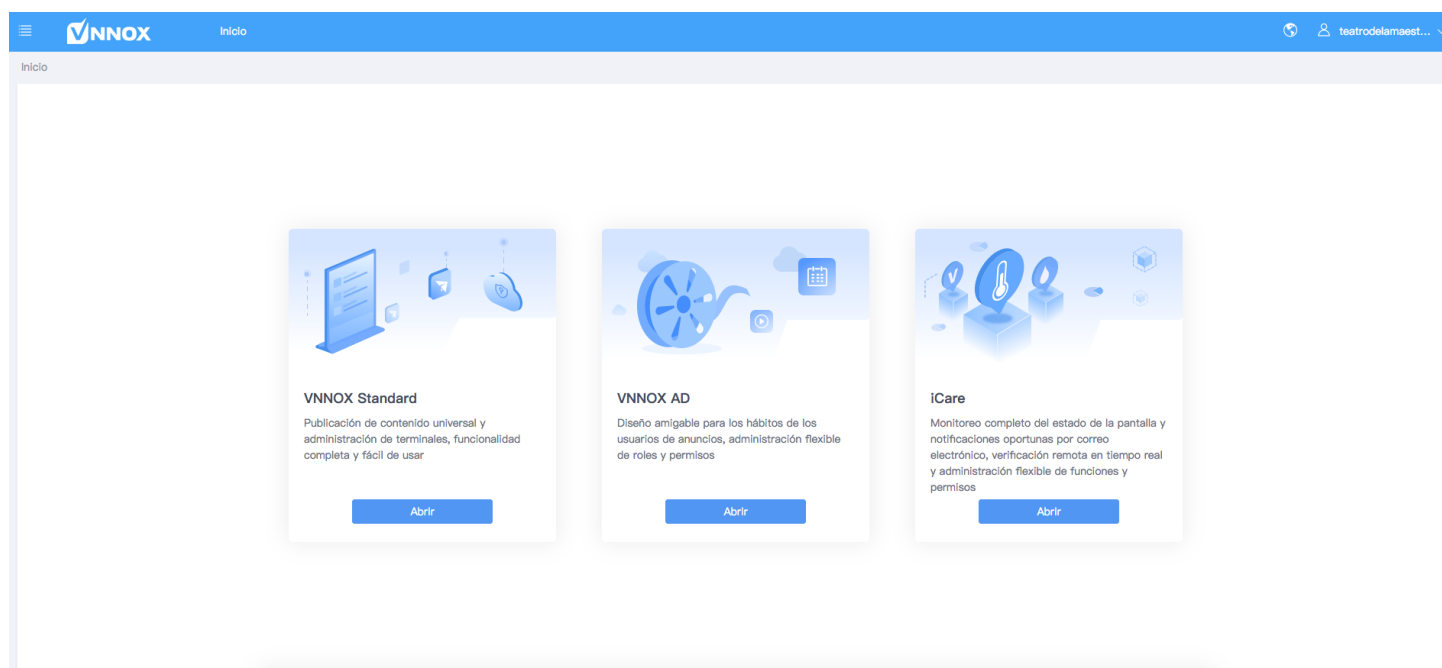 VNNOX
Inicio
teatrodelamaest...
Inicio
VNNOX Standard
Publicación de contenido universal y
administración de terminales, funcionalidad
completa y fácil de usar
Abrir
VNNOX AD
Diseño amigable para los hábitos de los
usuarios de anuncios, administración flexible
de roles y permisos
Abrir
iCare
Monitoreo completo del estado de la pantalla y
notificaciones oportunas por correo
electrónico, verificación remota en tiempo real
y administración flexible de funciones y
permisos
Abrir